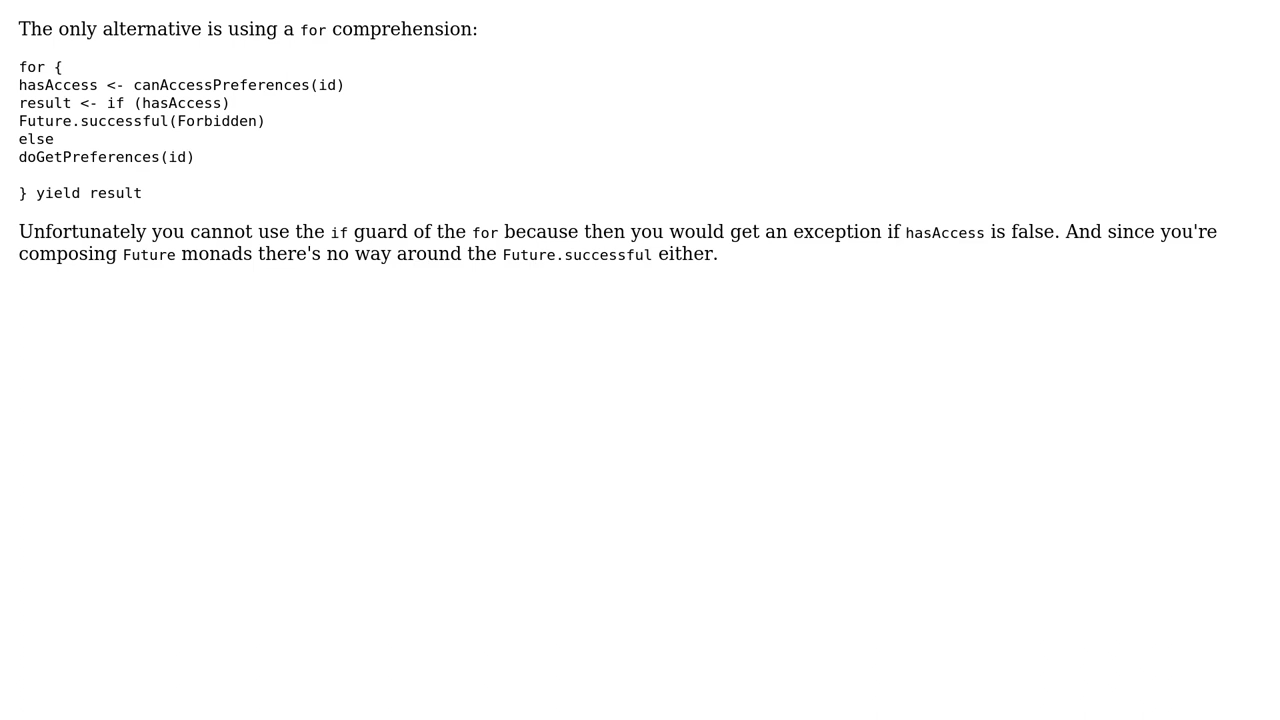 The only alternative is using a for comprehension:
for {
hasAccess <- canAccessPreferences(id)
result <- if (hasAccess)
Future.successful(Forbidden)
else
doGetPreferences(id)
} yield result
Unfortunately you cannot use the if guard of the for because then you would get an exception if hasAccess is false. And since you're
composing Future monads there's no way around the Future.successful either.